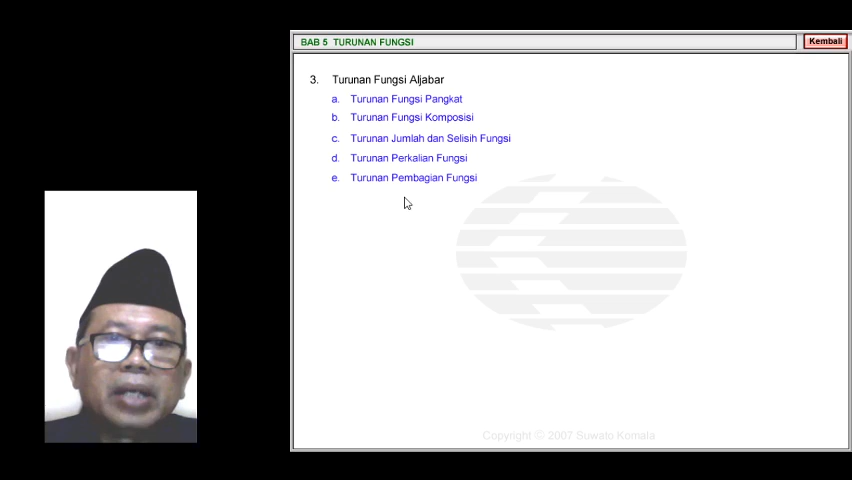 BAB 5 TURUNAN FUNGSI
Kembali
3. Turunan Fungsi Aljabar
a. Turunan Fungsi Pangkat
b. Turunan Fungsi Komposisi
c. Turunan Jumlah dan Selisih Fungsi
d. Turunan Perkalian Fungsi
e. Turunan Pembagian Fungsi
Copyright © 2007 Suwato Komala